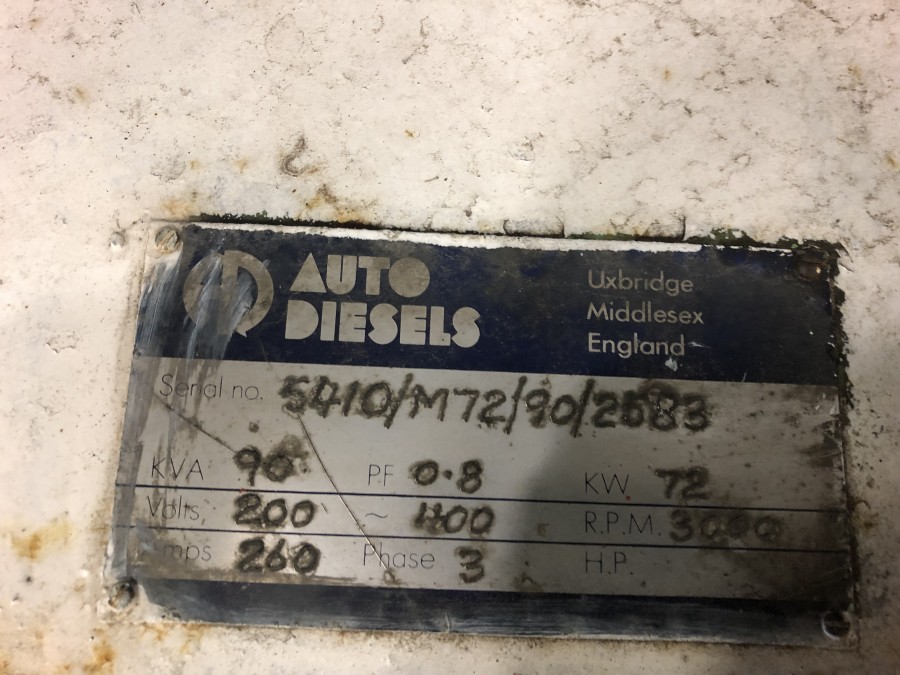 AUTO
DIESELS
Uxbridge
Middlesex
England
Serial no. 5410/M72/90/2583
KVA 90 PF 0.8 KW 72
Volts 200 ~ 400 R.P.M. 3000
Amps 260 Phase 3 H.P.